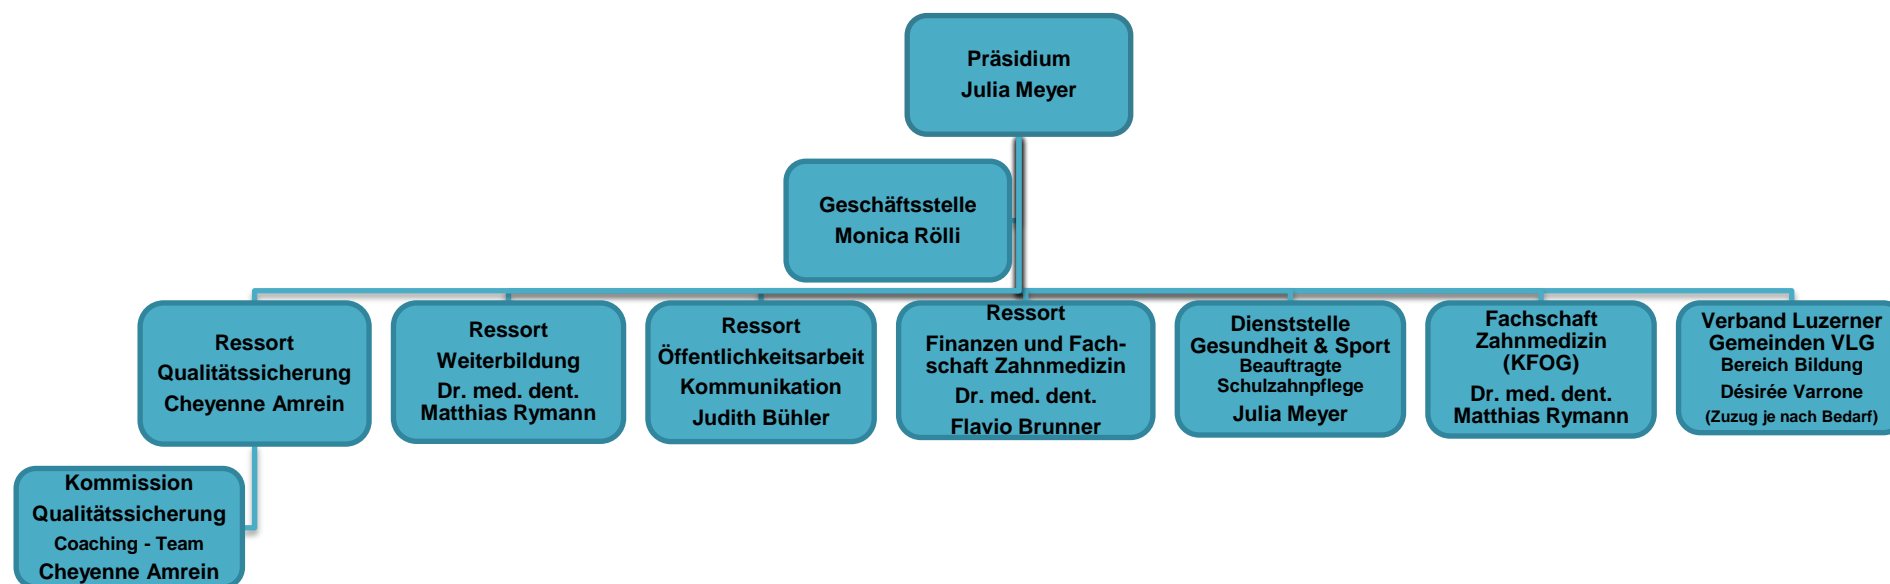 Präsidium
Julia Meyer
Geschäftsstelle
Monica Rölli
Ressort
Qualitätssicherung
Cheyenne Amrein
Ressort
Weiterbildung
Dr. med. dent.
Matthias Rymann
Ressort
Öffentlichkeitsarbeit
Kommunikation
Judith Bühler
Ressort
Finanzen und Fach-
schaft Zahnmedizin
Dr. med. dent.
Flavio Brunner
Dienststelle
Gesundheit & Sport
Beauftragte
Schulzahnpflege
Julia Meyer
Fachschaft
Zahnmedizin
(KFOG)
Dr. med. dent.
Matthias Rymann
Verband Luzerner
Gemeinden VLG
Bereich Bildung
Désirée Varrone
(Zuzug je nach Bedarf)
Kommission
Qualitätssicherung
Coaching - Team
Cheyenne Amrein